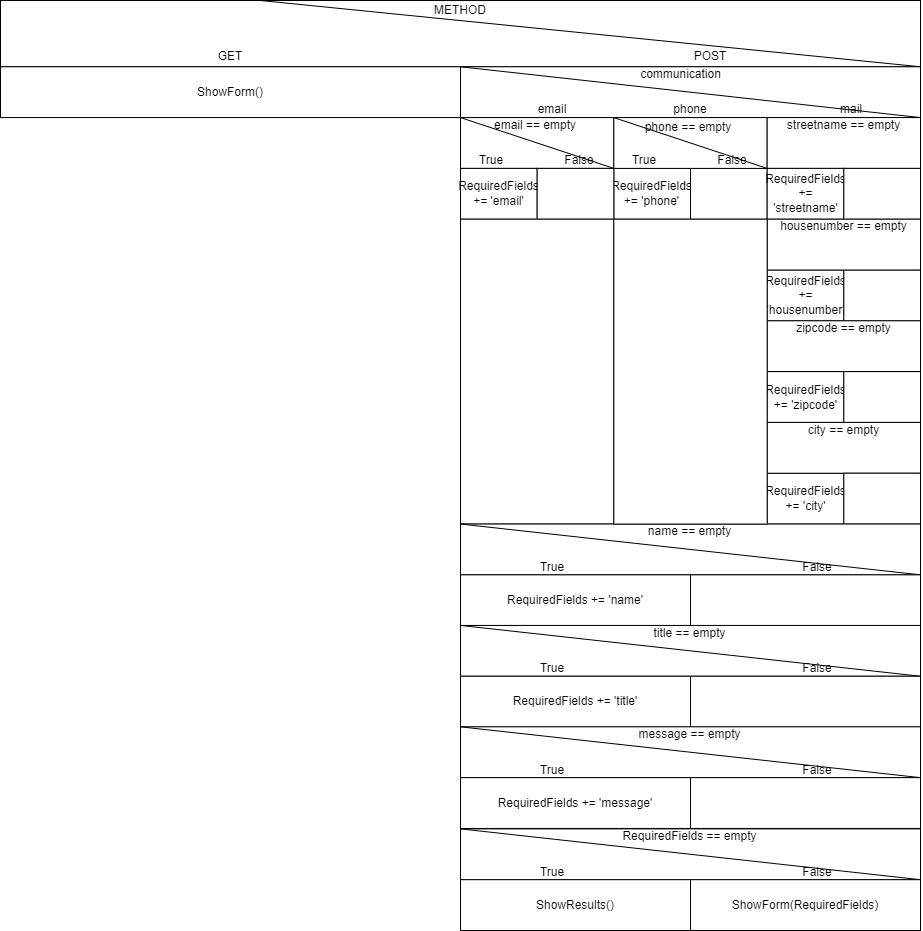 METHOD
GET
POST
ShowForm()
communication
email
phone
mail
email == empty
True
False
phone == empty
True
False
streetname == empty
RequiredFields
+= 'email'
RequiredFields
+= 'phone'
RequiredFields
+=
'streetname'
housenumber == empty
RequiredFields
+=
'housenumber'
zipcode == empty
RequiredFields
+= 'zipcode'
city == empty
RequiredFields
+= 'city'
name == empty
True
False
RequiredFields += 'name'
title == empty
True
False
RequiredFields += 'title'
message == empty
True
False
RequiredFields += 'message'
RequiredFields == empty
True
False
ShowResults()
ShowForm(RequiredFields)